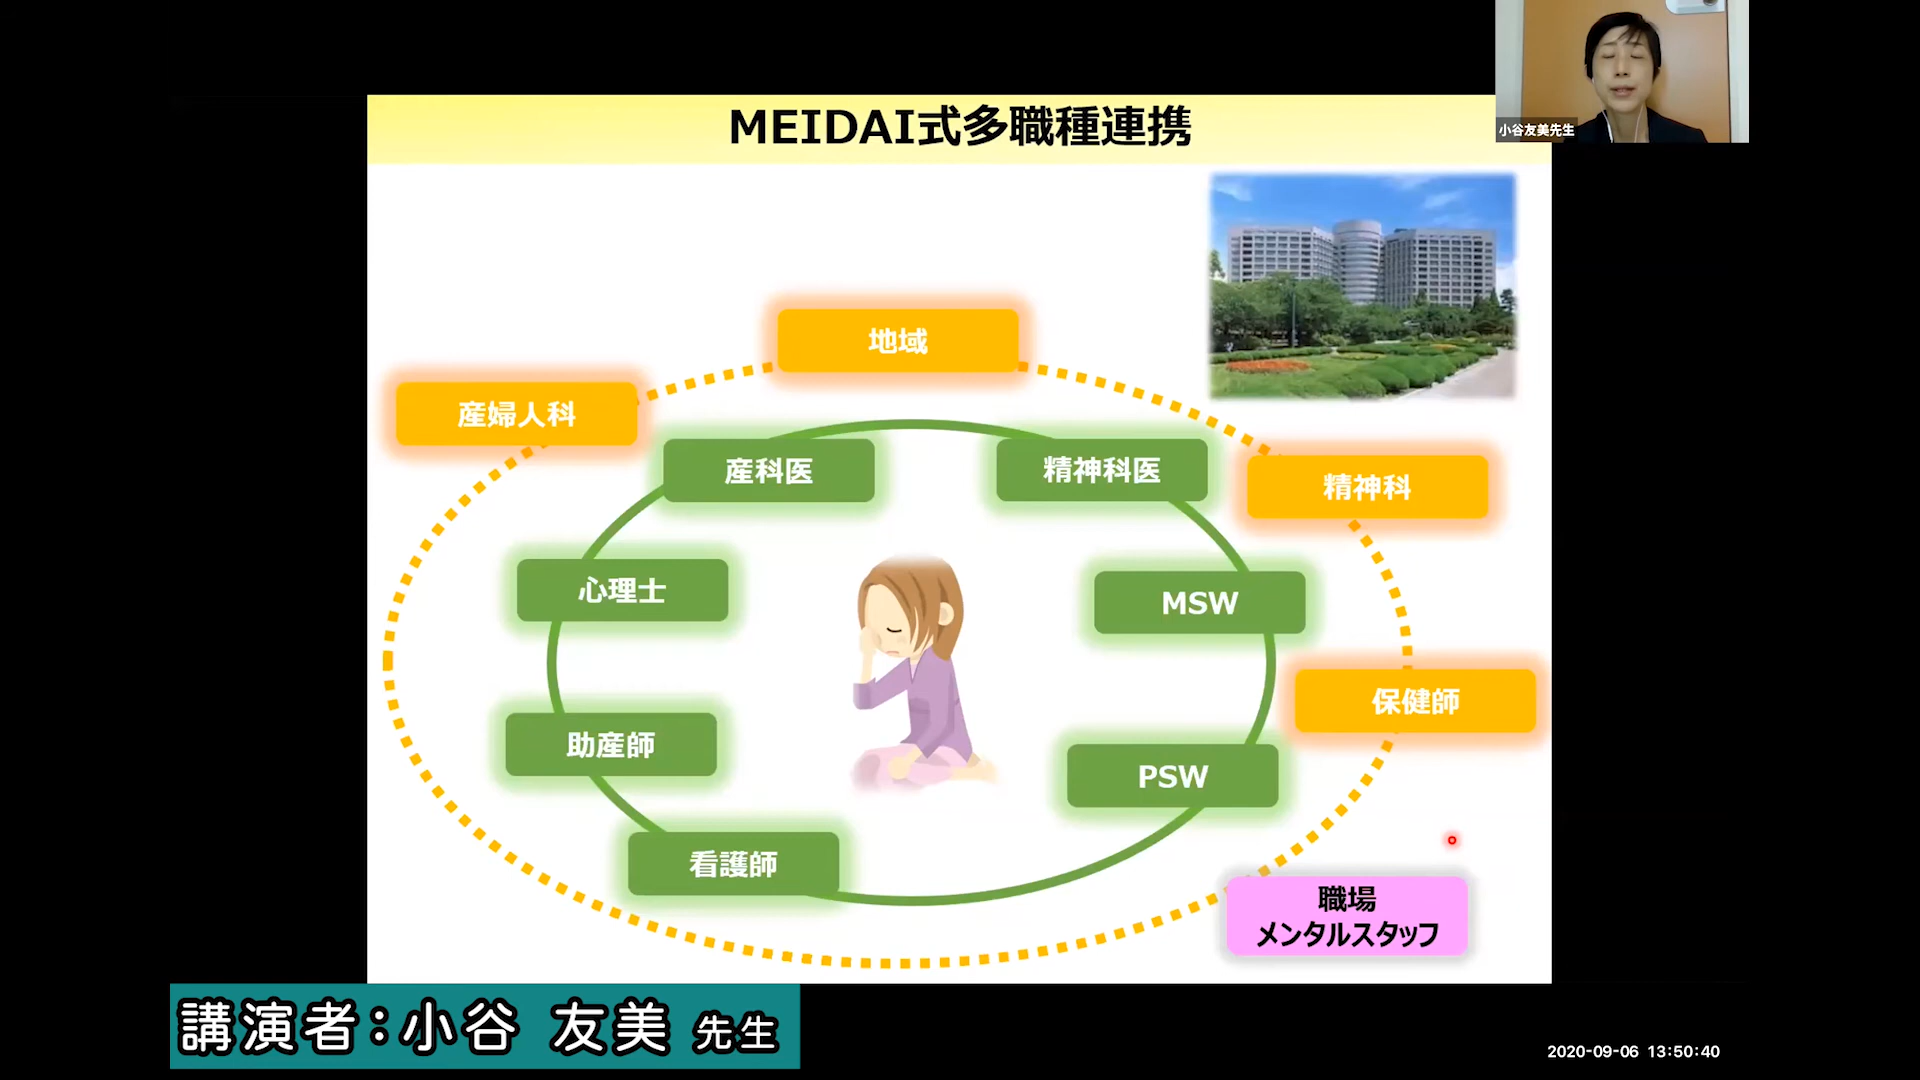 MEIDAI式多職種連携
小谷友美先生
地域
産婦人科
産科医
精神科医
精神科
心理士
MSW
保健師
助産師
PSW
看護師
職場
メンタルスタッフ
講演者:小谷 友美 先生
2020-09-06 13:50:40